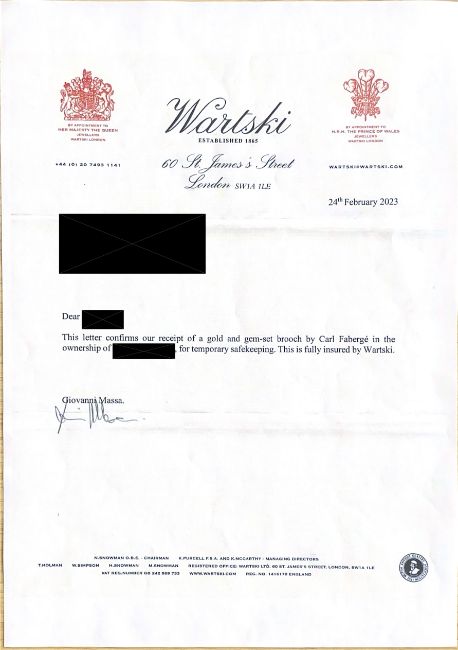 BY APPOINTMENT TO
HER MAJESTY THE QUEEN
JEWELLERS
WARTSKI LONDON
Wartski
ESTABLISHED 1865
BY APPOINTMENT TO
H.R.H. THE PRINCE OF WALES
JEWELLERS
WARTSKI LONDON
+44 (0) 20 7493 1141
60 St James's Street
London SW1A 1LE
WARTSKI@WARTSKI.COM
24th February 2023
Dear
This letter confirms our receipt of a gold and gem-set brooch by Carl Fabergé in the
ownership of , for temporary safekeeping. This is fully insured by Wartski.
Giovanni Massa.
N.SNOWMAN O.B.E. - CHAIRMAN K.PURCELL F.S.A. AND K.MCCARTHY - MANAGING DIRECTORS
T.HOLMAN W.SIMPSON H.SNOWMAN M.SNOWMAN REGISTERED OFFICE: WARTSKI LTD, 60 ST. JAMES'S STREET, LONDON, SW1A 1LE
VAT REG.NUMBER GB 242 989 753 WWW.WARTSKI.COM REG. NO. 1416170 ENGLAND